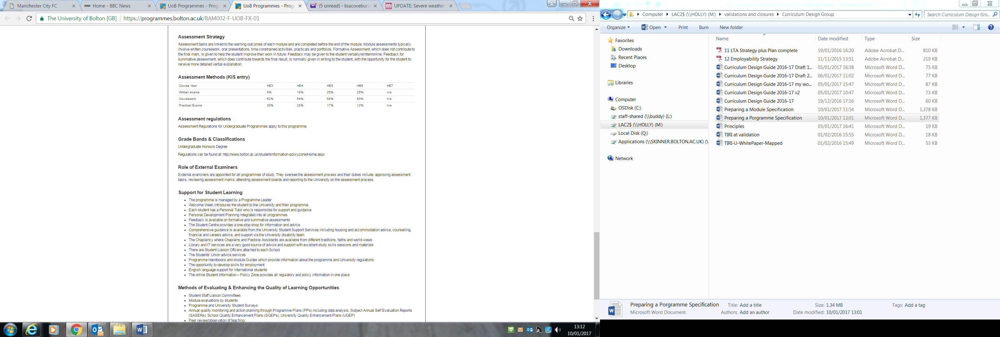 Manchester City FC
Home - BBC News
UoB Programmes - Prog
UoB Programmes - Prog
(5 unread) - lisacoveburn
BN UPDATE: Severe weather
The University of Bolton [GB] https://programmes.bolton.ac.uk/BAM002-F-UOB-FX-01
Assessment Strategy
Assessment tasks are linked to the learning outcomes of each module and are completed before the end of the module. Module assessments typically
involve written coursework, oral presentations, time constrained activities, practicals and portfolios. Formative Assessment, which does not contribute to
the final mark, is given to help the student improve their work in future. Feedback may be given to the student verbally/written/online. Feedback for
summative assessment, which does contribute towards the final result, is normally given in writing to the student, with the opportunity for the student to
receive more detailed verbal explanation.
Assessment Methods (KIS entry)
Course Year HE3 HE4 HE5 HE6 HE7
Written exams 8% 18% 25% 25% n/a
Coursework 62% 54% 58% 63% n/a
Practical Exams 30% 28% 17% 12% n/a
Assessment regulations
Assessment Regulations for Undergraduate Programmes apply to this programme.
Grade Bands & Classifications
Undergraduate Honours Degree
Regulations can be found at: http://www.bolton.ac.uk/studentinformation-policyzone/Home.aspx
Role of External Examiners
External examiners are appointed for all programmes of study. They oversee the assessment process and their duties include: approving assessment
tasks, reviewing assessment marks, attending assessment boards and reporting to the University on the assessment process.
Support for Student Learning
• The programme is managed by a Programme Leader
• Welcome Week introduces the student to the University and their programme
• Each student has a Personal Tutor who is responsible for support and guidance
• Personal Development Planning integrated into all programmes
• Feedback is available on formative and summative assessments
• The Student Centre provides a one-stop shop for information and advice
• Comprehensive guidance is available from the University Student Support Services including housing and accommodation advice, counselling,
financial and careers advice, and support via the University disability team
• The Chaplaincy where Chaplains and Pastoral Assistants are available from different traditions, faiths and world-views
• Library and IT services are a very good source of advice and support with excellent study skills sessions and materials
• There are Student Liaison Officers attached to each School
• The Students' Union advice services
• Programme Handbooks and Module Guides which provide information about the programme and University regulations
• The opportunity to develop skills for employment
• English language support for international students
• The online Student Information – Policy Zone provides all regulatory and policy information in one place
Methods of Evaluating & Enhancing the Quality of Learning Opportunities
• Student Staff Liaison Committees
• Module evaluations by students
• Programme and University Student Surveys
• Annual quality monitoring and action planning through Programme Plans (PPs) including data analysis, Subject Annual Self Evaluation Reports
(SASERs), School Quality Enhancement Plans (SQEPs), University Quality Enhancement Plans (UQEP)
• Peer review/observation of teaching
13:12
10/01/2017
Computer LAC2$ (\\HOLLY) (M:) validations and closures Curriculum Design Group
Search Curriculum Design Gro...
Organize Open Print Burn New folder
Favorites
Downloads
Recent Places
Desktop
Libraries
Computer
OSDisk (C:)
staff-shared (\\buddy) (L:)
LAC2$ (\\HOLLY) (M:)
Local Disk (Q:)
Applications (\\SKINNER.BOLTON.AC.UK) (\
Network
Name Date modified Type Size
11 LTA Strategy plus Plan complete 19/01/2016 16:20 Adobe Acrobat D... 810 KB
12 Employability Strategy 11/11/2015 13:51 Adobe Acrobat D... 219 KB
Curriculum Design Guide 2016-17 Draft 1... 05/01/2017 16:38 Microsoft Word D... 75 KB
Curriculum Design Guide 2016-17 Draft 2... 06/01/2017 11:02 Microsoft Word D... 77 KB
Curriculum Design Guide 2016-17 my wo... 05/01/2017 15:47 Microsoft Word D... 87 KB
Curriculum Design Guide 2016-17 v2 05/01/2017 10:47 Microsoft Word D... 73 KB
Curriculum Design Guide 2016-17 19/12/2016 17:16 Microsoft Word D... 60 KB
Preparing a Module Specification 10/01/2017 11:54 Microsoft Word D... 1,378 KB
Preparing a Porgramme Specification 10/01/2017 13:01 Microsoft Word D... 1,377 KB
Principles 05/01/2017 16:41 Microsoft Word D... 19 KB
TIRI at validation 01/02/2016 15:55 Microsoft Word D... 18 KB
TIRI-U-WhitePaper-Mapped 01/02/2016 15:49 Microsoft Word D... 53 KB
Preparing a Porgramme Specification Title: Add a title Size: 1.34 MB Tags: Add a tag
Microsoft Word Document Authors: Add an author Date modified: 10/01/2017 13:01